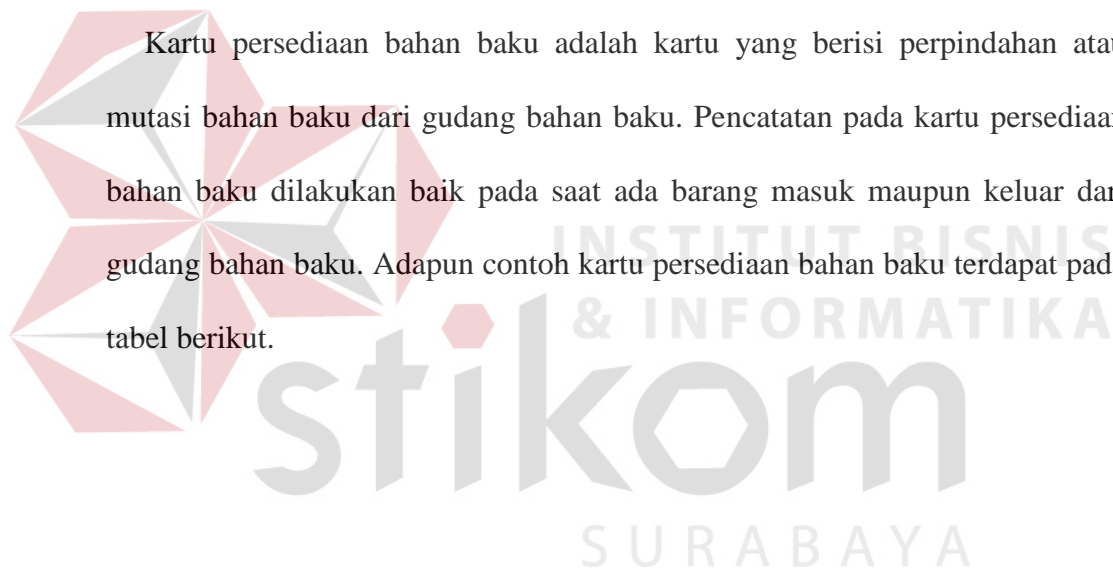 Kartu persediaan bahan baku adalah kartu yang berisi perpindahan atau
mutasi bahan baku dari gudang bahan baku. Pencatatan pada kartu persediaan
bahan baku dilakukan baik pada saat ada barang masuk maupun keluar dar
gudang bahan baku. Adapun contoh kartu persediaan bahan baku terdapat pad
tabel berikut.
INSTITUT BISNIS
& INFORMATIKA
stikom
SURABAYA